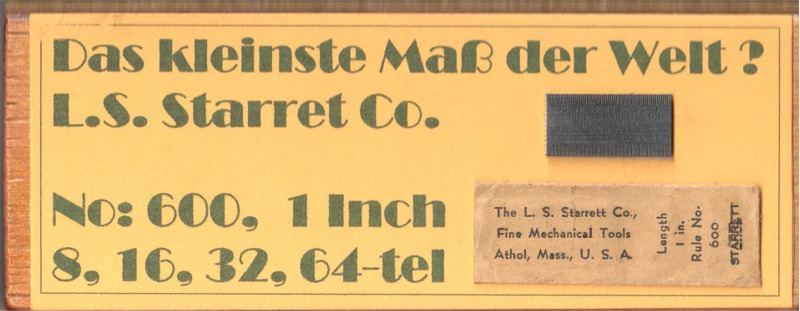 Das kleinste Maß der Welt ?
L.S. Starret Co.
No: 600, 1 Inch
8, 16, 32, 64-tel
The L. S. Starrett Co.,
Fine Mechanical Tools
Athol, Mass., U. S. A.
Length
1 in.
Rule No.
600
STARRETT